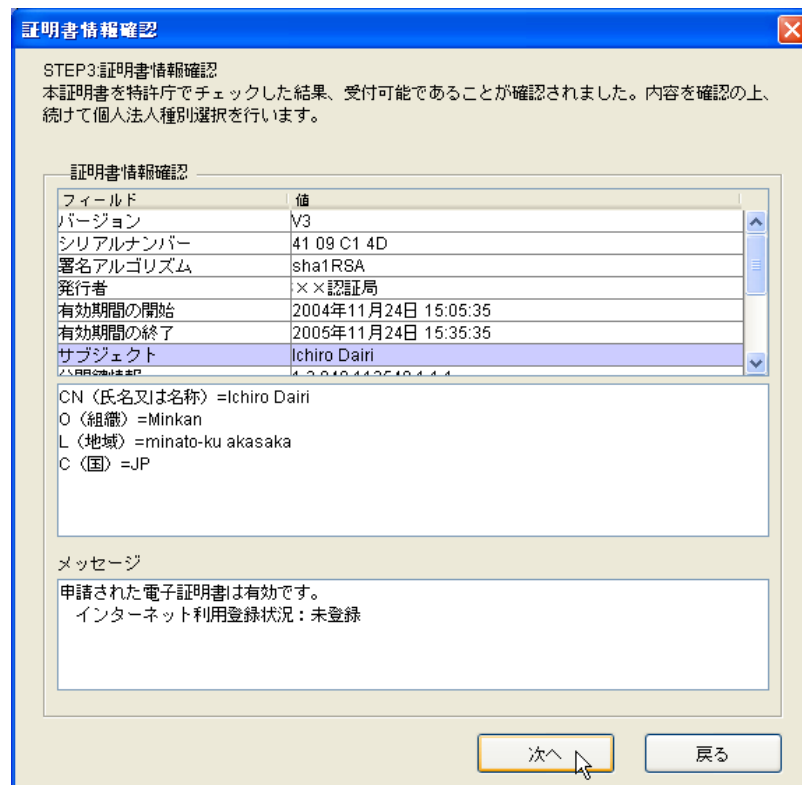 証明書情報確認
STEP3:証明書情報確認
本証明書を特許庁でチェックした結果、受付可能であることが確認されました。内容を確認の上、
続けて個人法人種別選択を行います。
証明書情報確認
フィールド 値
バージョン V3
シリアルナンバー 41 09 C1 4D
署名アルゴリズム sha1RSA
発行者 ××認証局
有効期間の開始 2004年11月24日 15:05:35
有効期間の終了 2005年11月24日 15:35:35
サブジェクト Ichiro Dairi
CN（氏名又は名称）=Ichiro Dairi
O（組織）=Minkan
L（地域）=minato-ku akasaka
C（国）=JP
メッセージ
申請された電子証明書は有効です。
インターネット利用登録状況：未登録
次へ 戻る